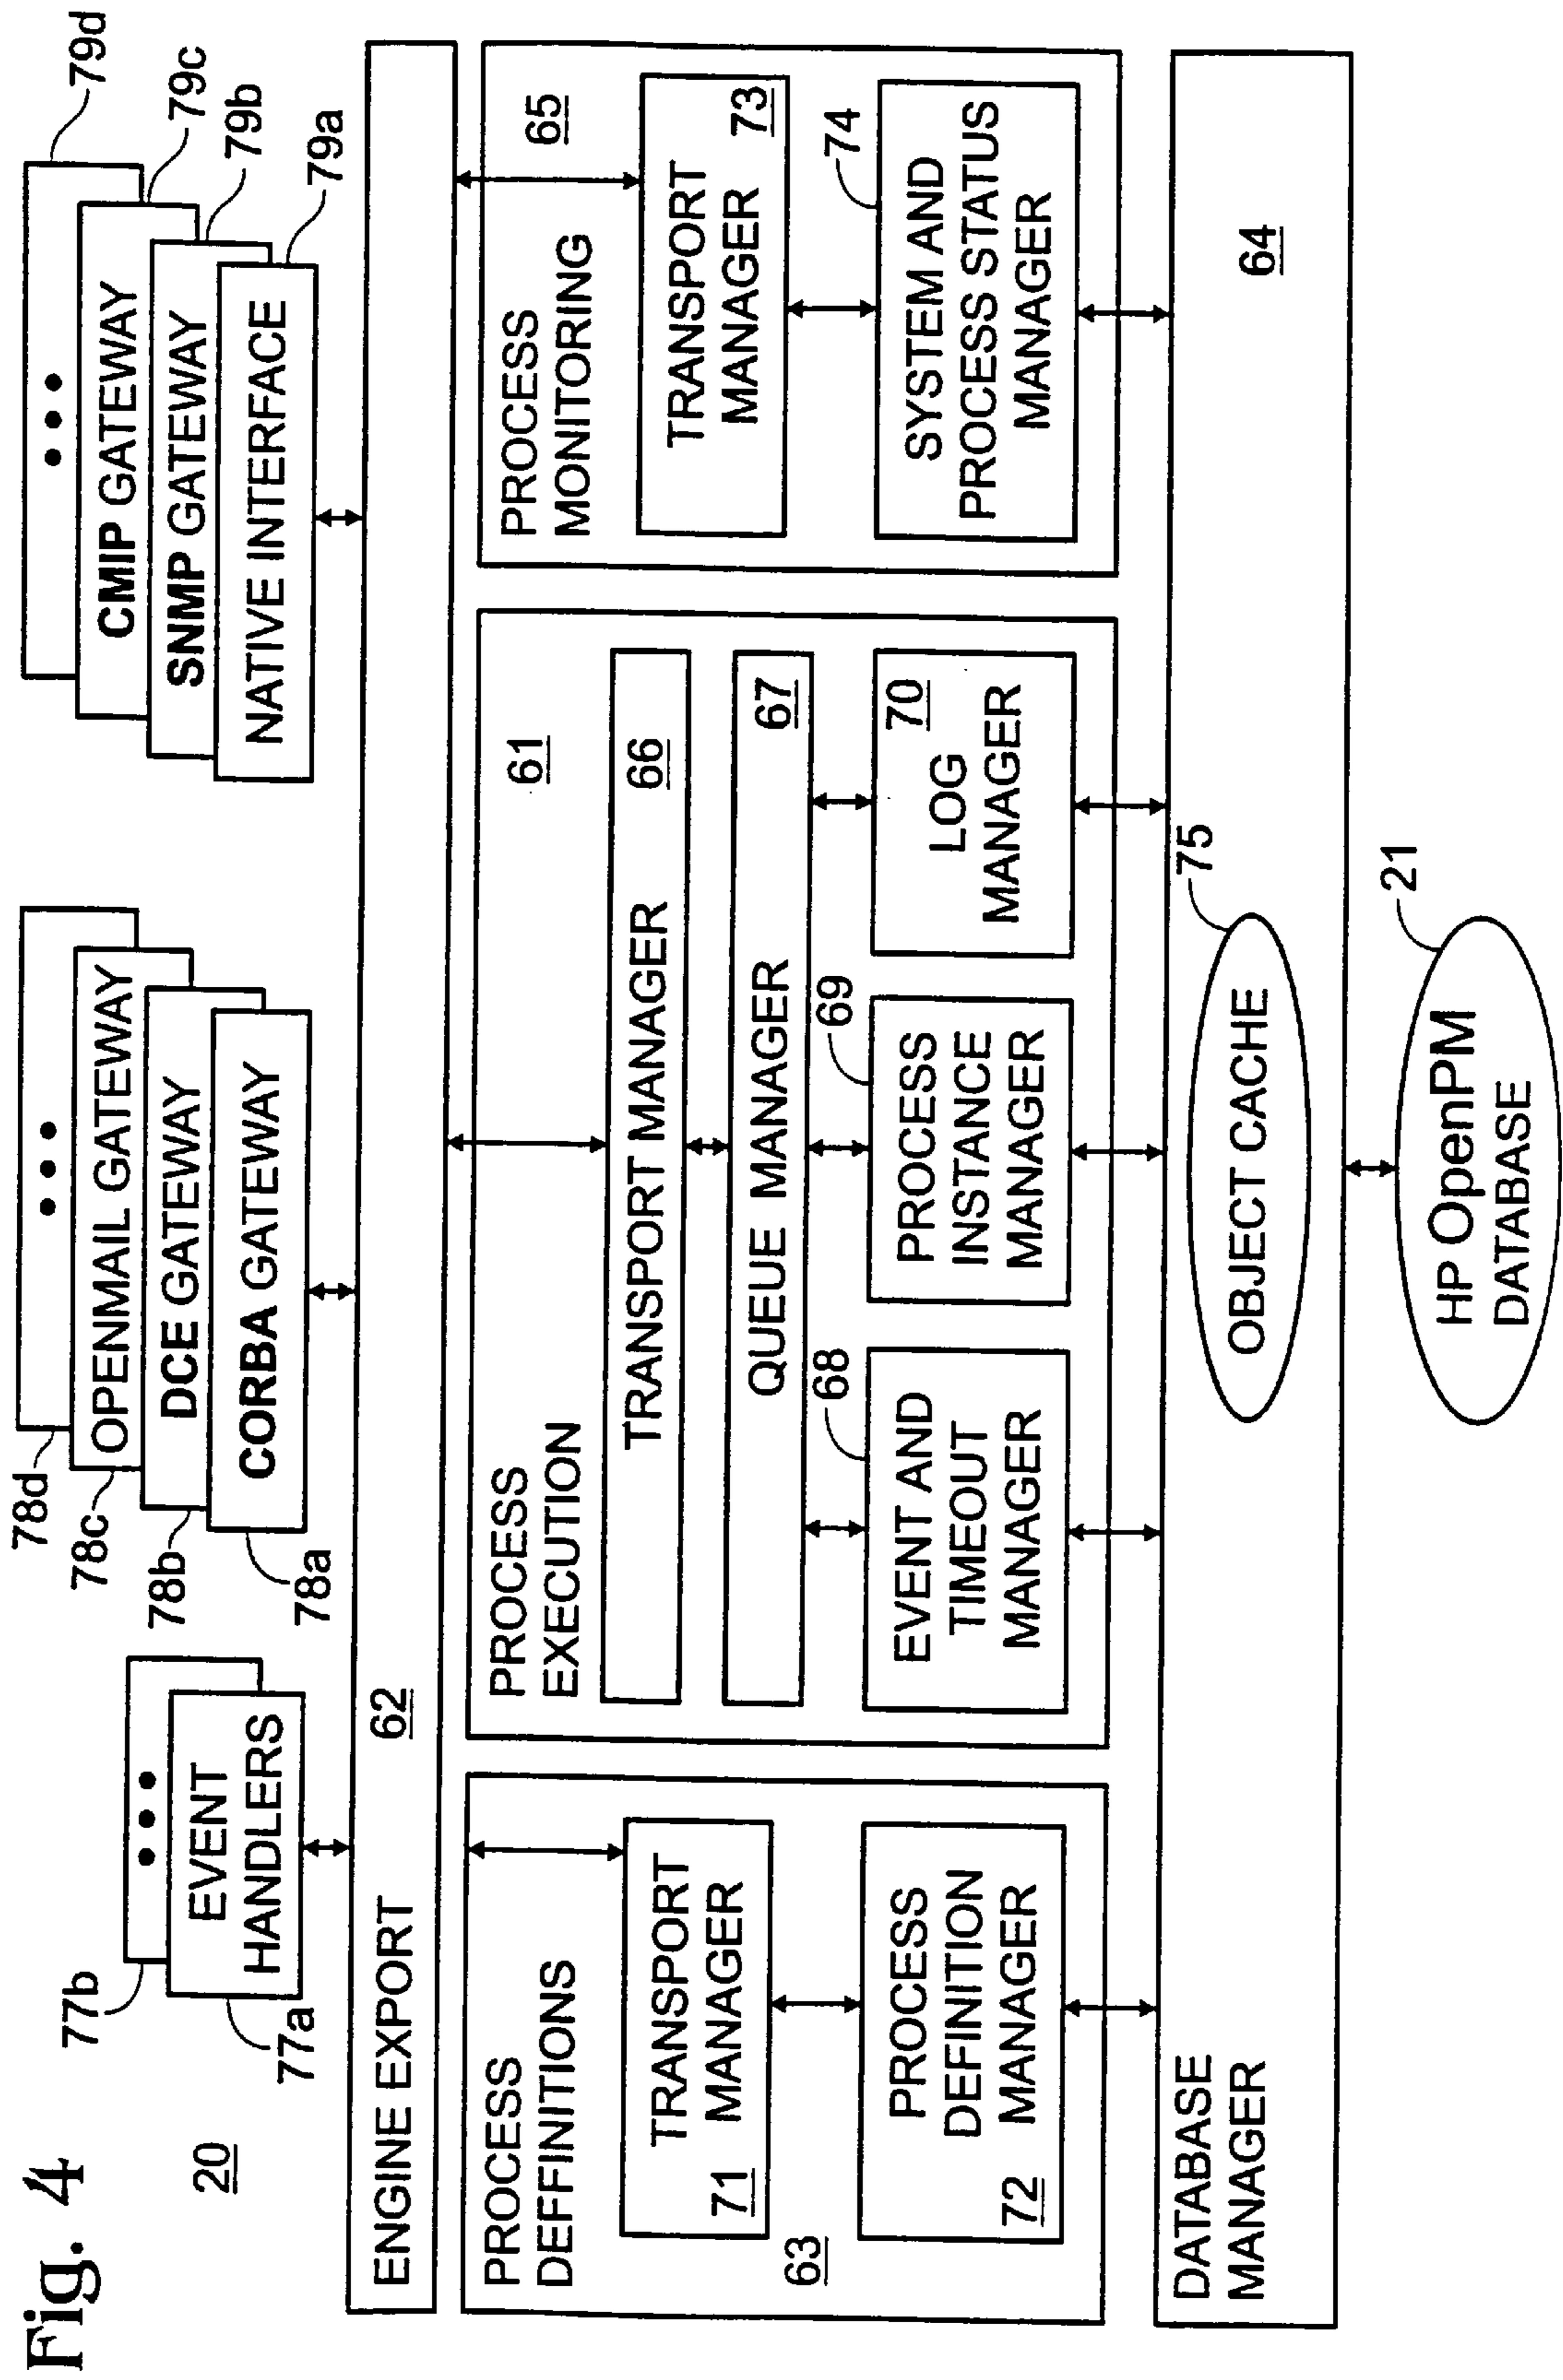 Fig. 4
20
77b
77a
EVENT
HANDLERS
78d
78c
78b
78a
OPENMAIL GATEWAY
DCE GATEWAY
CORBA GATEWAY
79d
79c
79b
79a
CMIP GATEWAY
SNMP GATEWAY
NATIVE INTERFACE
ENGINE EXPORT
62
PROCESS
DEFFINITIONS
63
TRANSPORT
MANAGER
71
PROCESS
DEFINITION
MANAGER
72
PROCESS
EXECUTION
61
TRANSPORT MANAGER
66
QUEUE MANAGER
67
68
EVENT AND
TIMEOUT
MANAGER
69
PROCESS
INSTANCE
MANAGER
70
LOG
MANAGER
PROCESS
MONITORING
65
TRANSPORT
MANAGER
73
74
SYSTEM AND
PROCESS STATUS
MANAGER
DATABASE
MANAGER
64
OBJECT CACHE
75
HP OpenPM
DATABASE
21